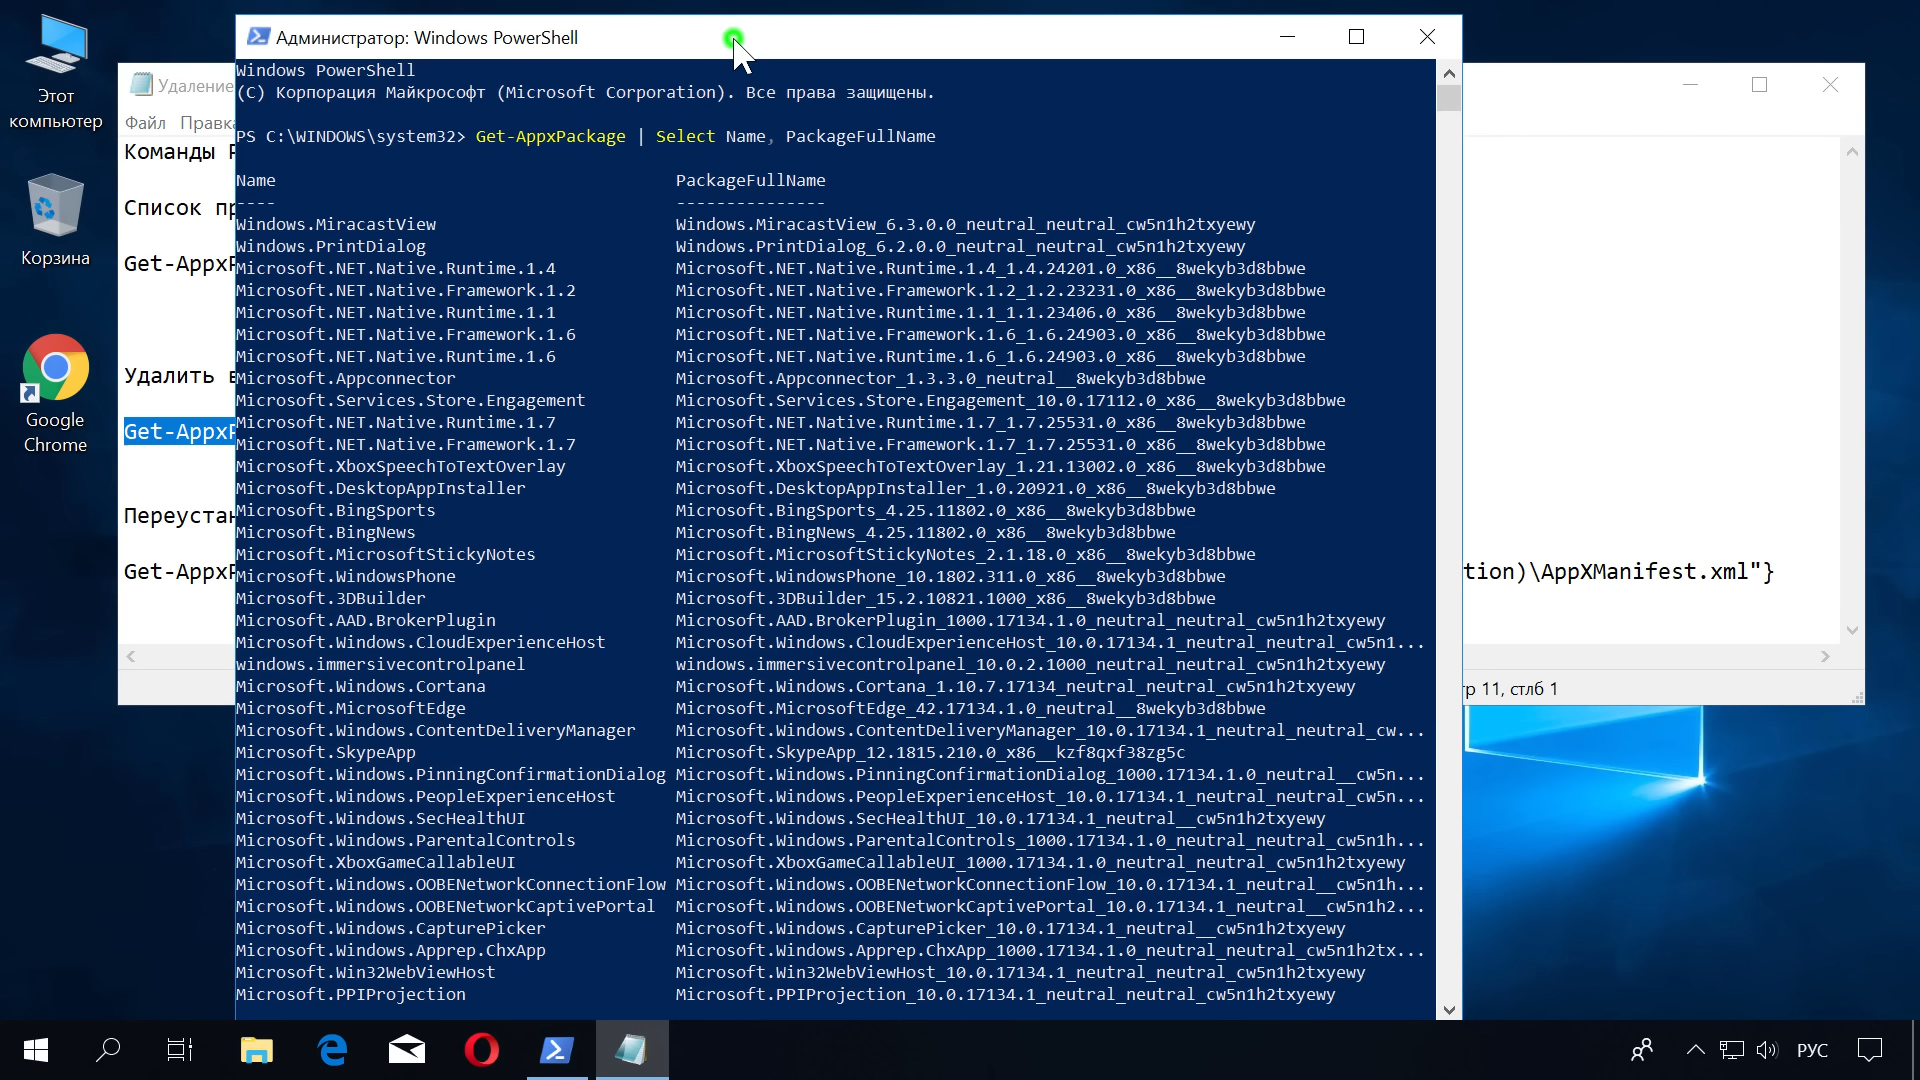 Этот
компьютер
Корзина
Google
Chrome
Удаление
Файл Правка
Команды
Список
Get-AppxP
Удалить
Get-AppxP
Get-AppxP
tion)\AppXManifest.xml"}
11, стлб 1
Администратор: Windows PowerShell
Windows PowerShell
(C) Корпорация Майкрософт (Microsoft Corporation). Все права защищены.
PS C:\WINDOWS\system32> Get-AppxPackage | Select Name, PackageFullName
Name PackageFullName
---- ---------------
Windows.MiracastView Windows.MiracastView_6.3.0.0_neutral_neutral_cw5n1h2txyewy
Windows.PrintDialog Windows.PrintDialog_6.2.0.0_neutral_neutral_cw5n1h2txyewy
Microsoft.NET.Native.Runtime.1.4 Microsoft.NET.Native.Runtime.1.4_1.4.24201.0_x86__8wekyb3d8bbwe
Microsoft.NET.Native.Framework.1.2 Microsoft.NET.Native.Framework.1.2_1.2.23231.0_x86__8wekyb3d8bbwe
Microsoft.NET.Native.Runtime.1.1 Microsoft.NET.Native.Runtime.1.1_1.1.23406.0_x86__8wekyb3d8bbwe
Microsoft.NET.Native.Framework.1.6 Microsoft.NET.Native.Framework.1.6_1.6.24903.0_x86__8wekyb3d8bbwe
Microsoft.NET.Native.Runtime.1.6 Microsoft.NET.Native.Runtime.1.6_1.6.24903.0_x86__8wekyb3d8bbwe
Microsoft.Appconnector Microsoft.Appconnector_1.3.3.0_neutral__8wekyb3d8bbwe
Microsoft.Services.Store.Engagement Microsoft.Services.Store.Engagement_10.0.17112.0_x86__8wekyb3d8bbwe
Microsoft.NET.Native.Runtime.1.7 Microsoft.NET.Native.Runtime.1.7_1.7.25531.0_x86__8wekyb3d8bbwe
Microsoft.NET.Native.Framework.1.7 Microsoft.NET.Native.Framework.1.7_1.7.25531.0_x86__8wekyb3d8bbwe
Microsoft.XboxSpeechToTextOverlay Microsoft.XboxSpeechToTextOverlay_1.21.13002.0_x86__8wekyb3d8bbwe
Microsoft.DesktopAppInstaller Microsoft.DesktopAppInstaller_1.0.20921.0_x86__8wekyb3d8bbwe
Microsoft.BingSports Microsoft.BingSports_4.25.11802.0_x86__8wekyb3d8bbwe
Microsoft.BingNews Microsoft.BingNews_4.25.11802.0_x86__8wekyb3d8bbwe
Microsoft.MicrosoftStickyNotes Microsoft.MicrosoftStickyNotes_2.1.18.0_x86__8wekyb3d8bbwe
Microsoft.WindowsPhone Microsoft.WindowsPhone_10.1802.311.0_x86__8wekyb3d8bbwe
Microsoft.3DBuilder Microsoft.3DBuilder_15.2.10821.1000_x86__8wekyb3d8bbwe
Microsoft.AAD.BrokerPlugin Microsoft.AAD.BrokerPlugin_1000.17134.1.0_neutral_neutral_cw5n1h2txyewy
Microsoft.Windows.CloudExperienceHost Microsoft.Windows.CloudExperienceHost_10.0.17134.1_neutral_neutral_cw5n1...
windows.immersivecontrolpanel windows.immersivecontrolpanel_10.0.2.1000_neutral_neutral_cw5n1h2txyewy
Microsoft.Windows.Cortana Microsoft.Windows.Cortana_1.10.7.17134_neutral_neutral_cw5n1h2txyewy
Microsoft.MicrosoftEdge Microsoft.MicrosoftEdge_42.17134.1.0_neutral__8wekyb3d8bbwe
Microsoft.Windows.ContentDeliveryManager Microsoft.Windows.ContentDeliveryManager_10.0.17134.1_neutral_neutral_cw...
Microsoft.SkypeApp Microsoft.SkypeApp_12.1815.210.0_x86__kzf8qxf38zg5c
Microsoft.Windows.PinningConfirmationDialog Microsoft.Windows.PinningConfirmationDialog_1000.17134.1.0_neutral__cw5n...
Microsoft.Windows.PeopleExperienceHost Microsoft.Windows.PeopleExperienceHost_10.0.17134.1_neutral_neutral_cw5n...
Microsoft.Windows.SecHealthUI Microsoft.Windows.SecHealthUI_10.0.17134.1_neutral__cw5n1h2txyewy
Microsoft.Windows.ParentalControls Microsoft.Windows.ParentalControls_1000.17134.1.0_neutral_neutral_cw5n1h...
Microsoft.XboxGameCallableUI Microsoft.XboxGameCallableUI_1000.17134.1.0_neutral_neutral_cw5n1h2txyewy
Microsoft.Windows.OOBENetworkConnectionFlow Microsoft.Windows.OOBENetworkConnectionFlow_10.0.17134.1_neutral__cw5n1h...
Microsoft.Windows.OOBENetworkCaptivePortal Microsoft.Windows.OOBENetworkCaptivePortal_10.0.17134.1_neutral__cw5n1h2...
Microsoft.Windows.CapturePicker Microsoft.Windows.CapturePicker_10.0.17134.1_neutral__cw5n1h2txyewy
Microsoft.Windows.Apprep.ChxApp Microsoft.Windows.Apprep.ChxApp_1000.17134.1.0_neutral_neutral_cw5n1h2tx...
Microsoft.Win32WebViewHost Microsoft.Win32WebViewHost_10.0.17134.1_neutral_neutral_cw5n1h2txyewy
Microsoft.PPIProjection Microsoft.PPIProjection_10.0.17134.1_neutral_neutral_cw5n1h2txyewy
РУС